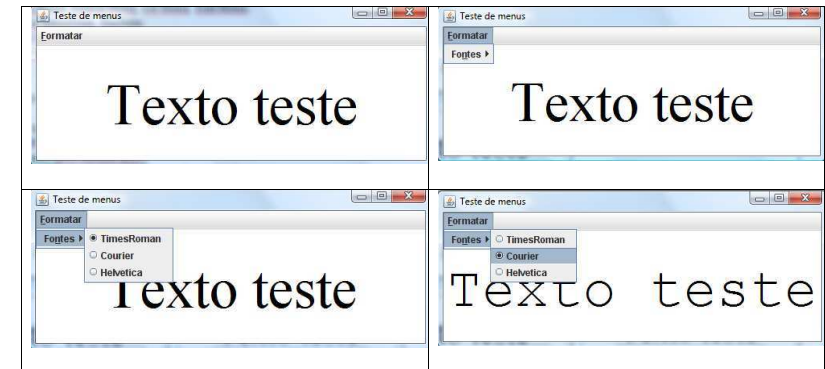 Teste de menus
Formatar
Texto teste
Teste de menus
Formatar
Fontes
Texto teste
Teste de menus
Formatar
Fontes
TimesRoman
Courier
Helvetica
Texto teste
Teste de menus
Formatar
Fontes
TimesRoman
Courier
Helvetica
Texto teste